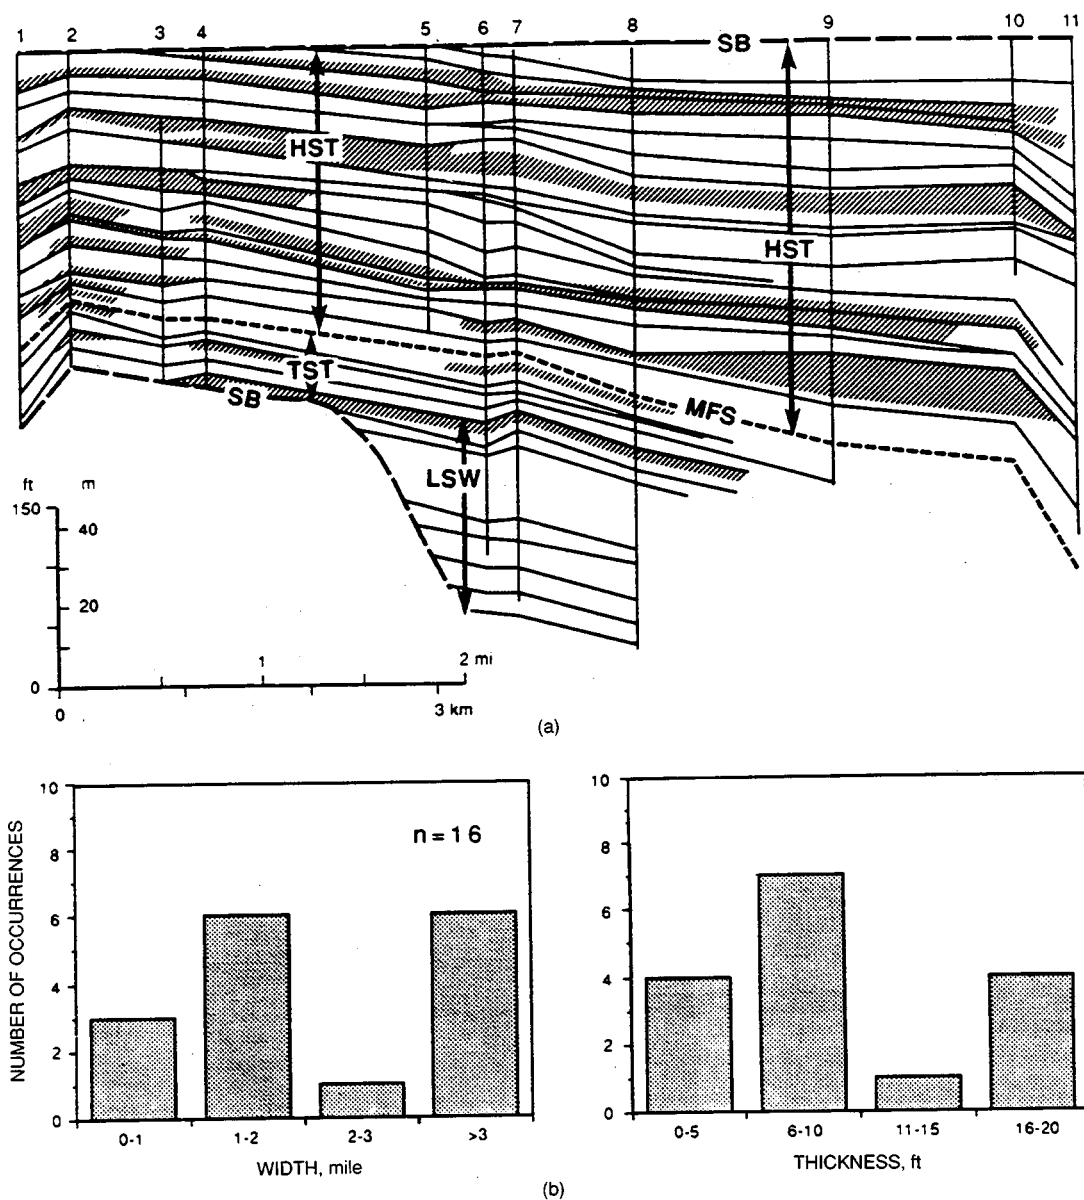 1 2 3 4 5 6 7 8 9 10 11
SB
HST
HST
TST
SB
MFS
LSW
ft m
150
40
20
0
1 2 mi
0 3 km
(a)
10
8
6
4
2
0
NUMBER OF OCCURRENCES
n=16
0-1 1-2 2-3 >3
WIDTH, mile
10
8
6
4
2
0
0-5 6-10 11-15 16-20
THICKNESS, ft
(b)